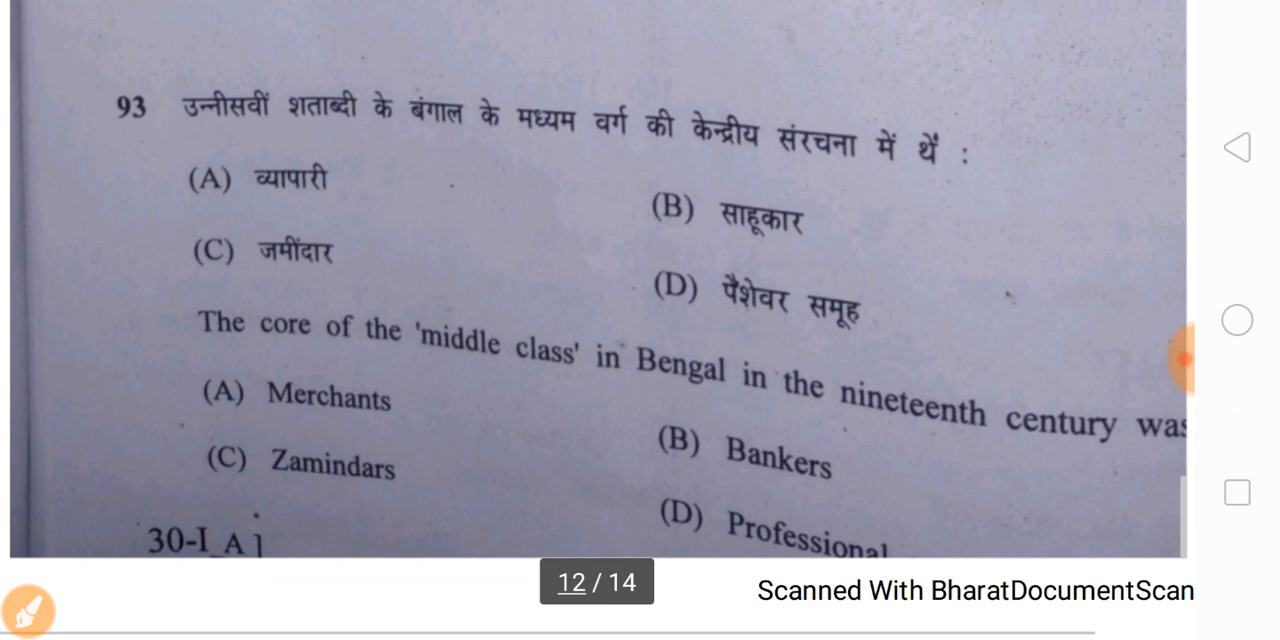 93 उन्नीसवीं शताब्दी के बंगाल के मध्यम वर्ग की केन्द्रीय संरचना में थें :
(A) व्यापारी
(B) साहूकार
(C) जमींदार
(D) पैशेवर समूह
The core of the 'middle class' in Bengal in the nineteenth century was
(A) Merchants
(B) Bankers
(C) Zamindars
(D) Professional
30-I_A]
12 / 14
Scanned With BharatDocumentScan